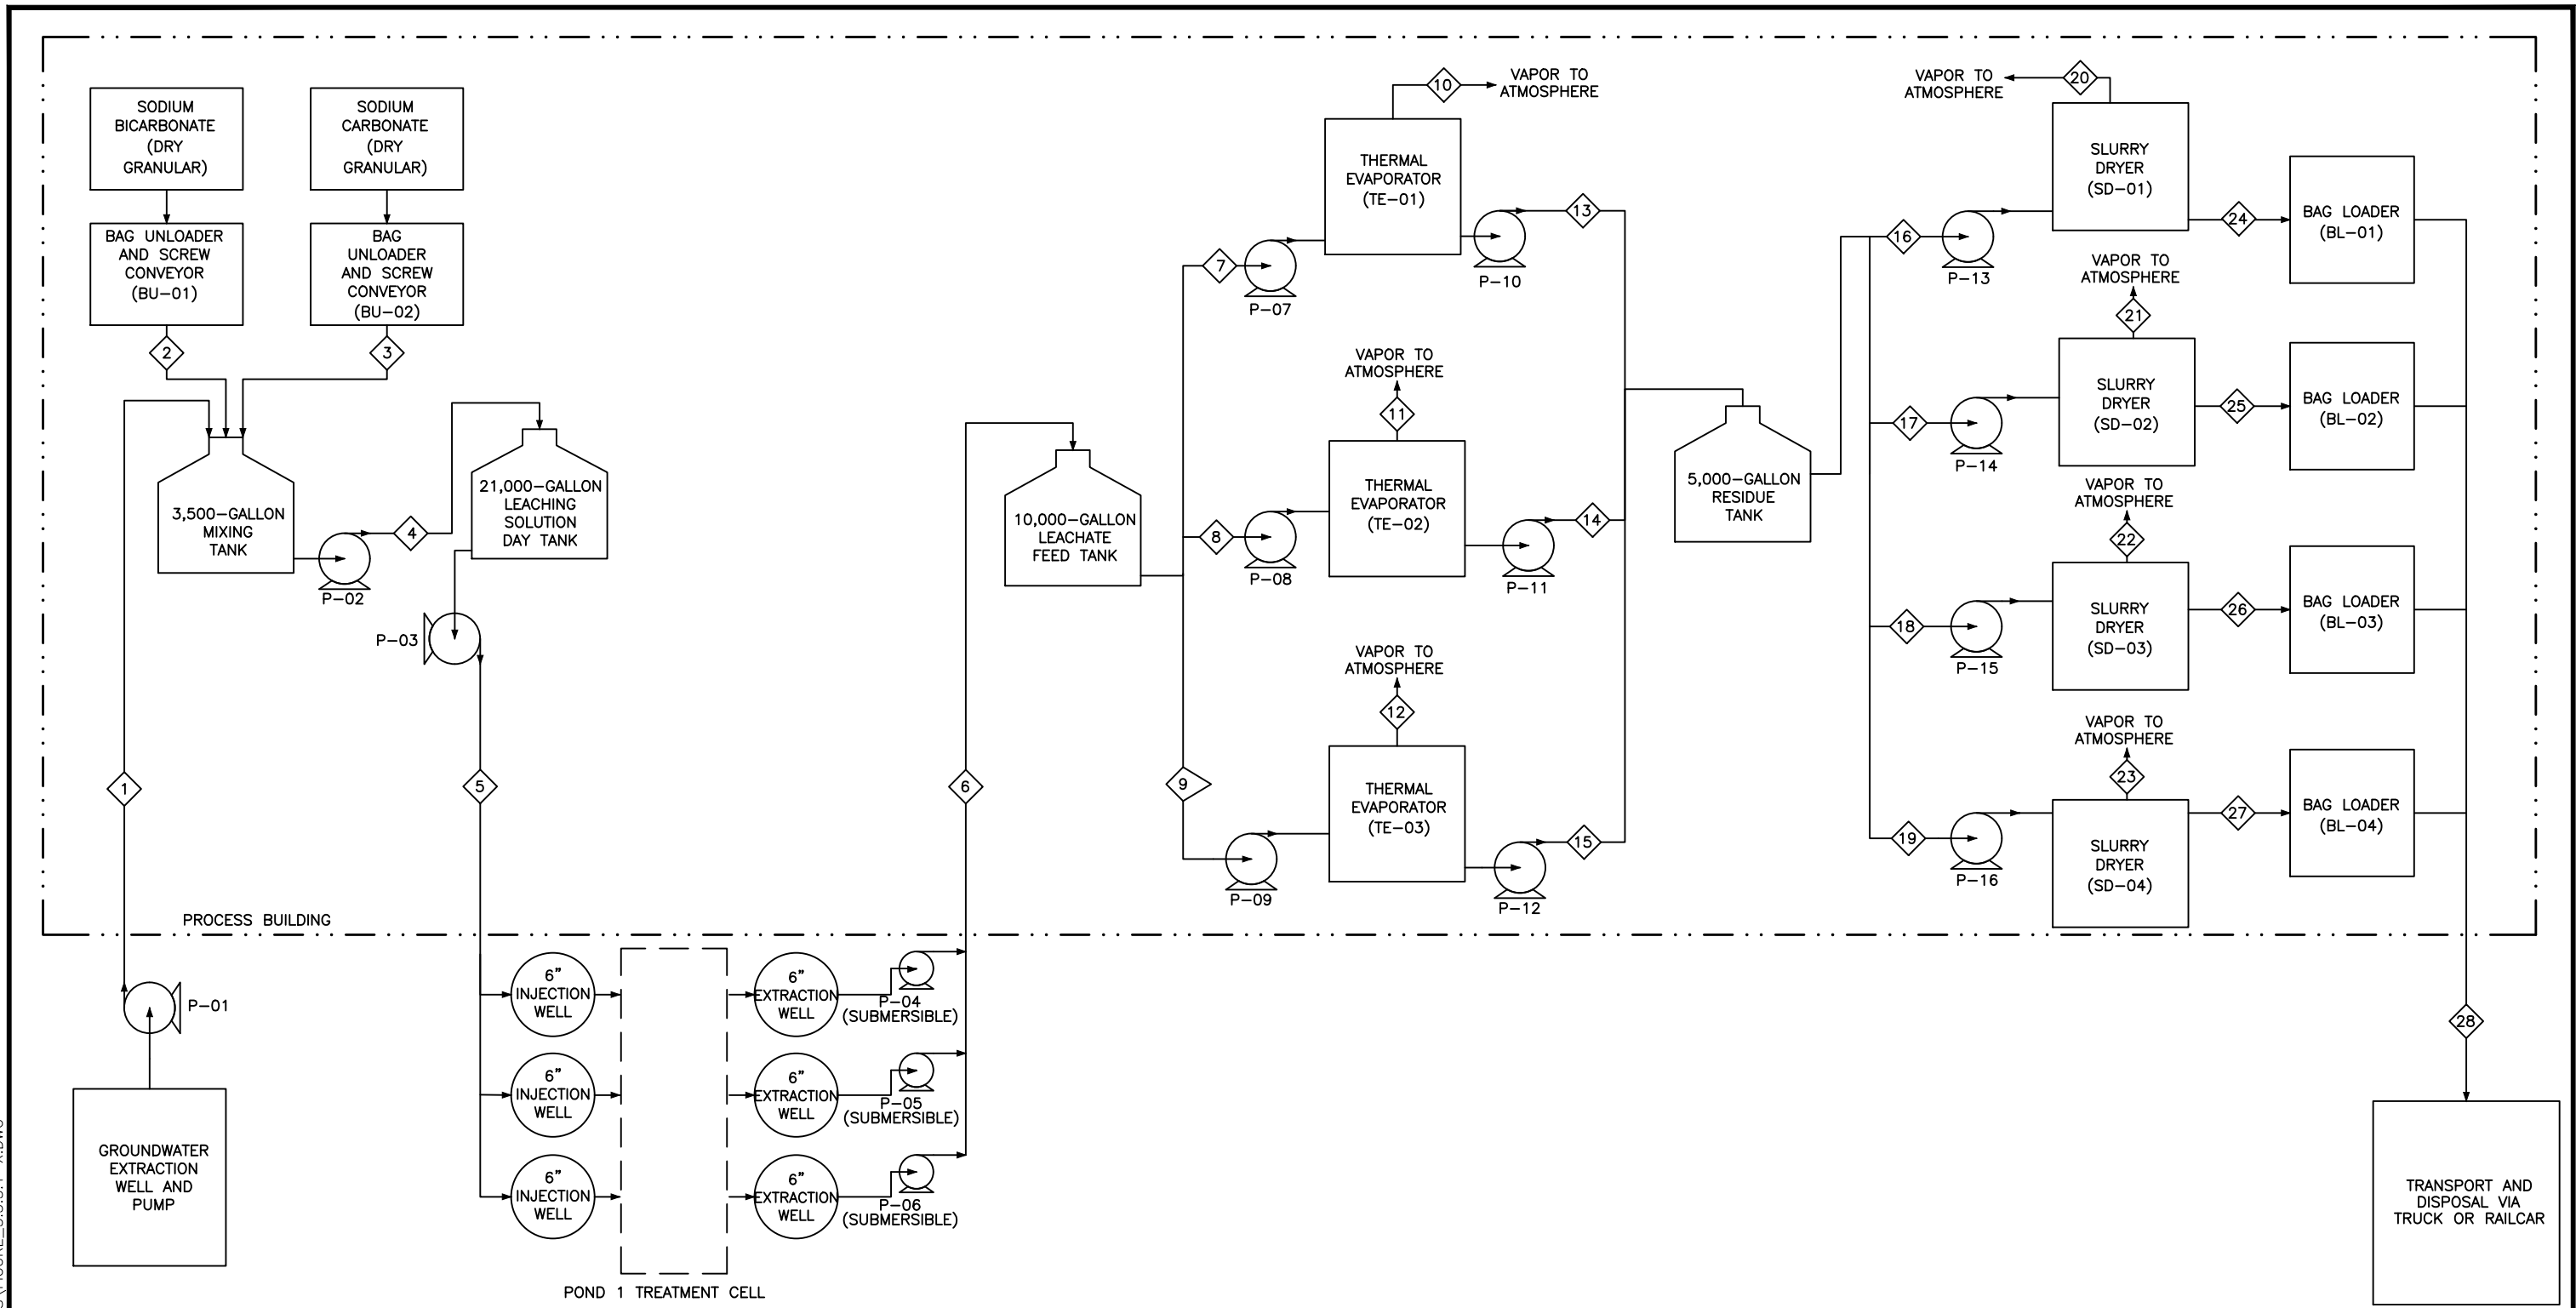 SODIUM
BICARBONATE
(DRY
GRANULAR)
SODIUM
CARBONATE
(DRY
GRANULAR)
BAG UNLOADER
AND SCREW
CONVEYOR
(BU-01)
BAG
UNLOADER
AND SCREW
CONVEYOR
(BU-02)
2
3
3,500-GALLON
MIXING
TANK
P-02
4
21,000-GALLON
LEACHING
SOLUTION
DAY TANK
P-03
1
5
6
PROCESS BUILDING
P-01
GROUNDWATER
EXTRACTION
WELL AND
PUMP
6"
INJECTION
WELL
6"
INJECTION
WELL
6"
INJECTION
WELL
POND 1 TREATMENT CELL
6"
EXTRACTION
WELL
P-04
(SUBMERSIBLE)
6"
EXTRACTION
WELL
P-05
(SUBMERSIBLE)
6"
EXTRACTION
WELL
P-06
(SUBMERSIBLE)
10,000-GALLON
LEACHATE
FEED TANK
7
P-07
8
P-08
9
P-09
10
VAPOR TO
ATMOSPHERE
THERMAL
EVAPORATOR
(TE-01)
P-10
13
VAPOR TO
ATMOSPHERE
11
THERMAL
EVAPORATOR
(TE-02)
P-11
14
VAPOR TO
ATMOSPHERE
12
THERMAL
EVAPORATOR
(TE-03)
P-12
15
5,000-GALLON
RESIDUE
TANK
16
P-13
17
P-14
18
P-15
19
P-16
VAPOR TO
ATMOSPHERE
20
SLURRY
DRYER
(SD-01)
24
BAG LOADER
(BL-01)
VAPOR TO
ATMOSPHERE
21
SLURRY
DRYER
(SD-02)
25
BAG LOADER
(BL-02)
VAPOR TO
ATMOSPHERE
22
SLURRY
DRYER
(SD-03)
26
BAG LOADER
(BL-03)
VAPOR TO
ATMOSPHERE
23
SLURRY
DRYER
(SD-04)
27
BAG LOADER
(BL-04)
28
TRANSPORT AND
DISPOSAL VIA
TRUCK OR RAILCAR